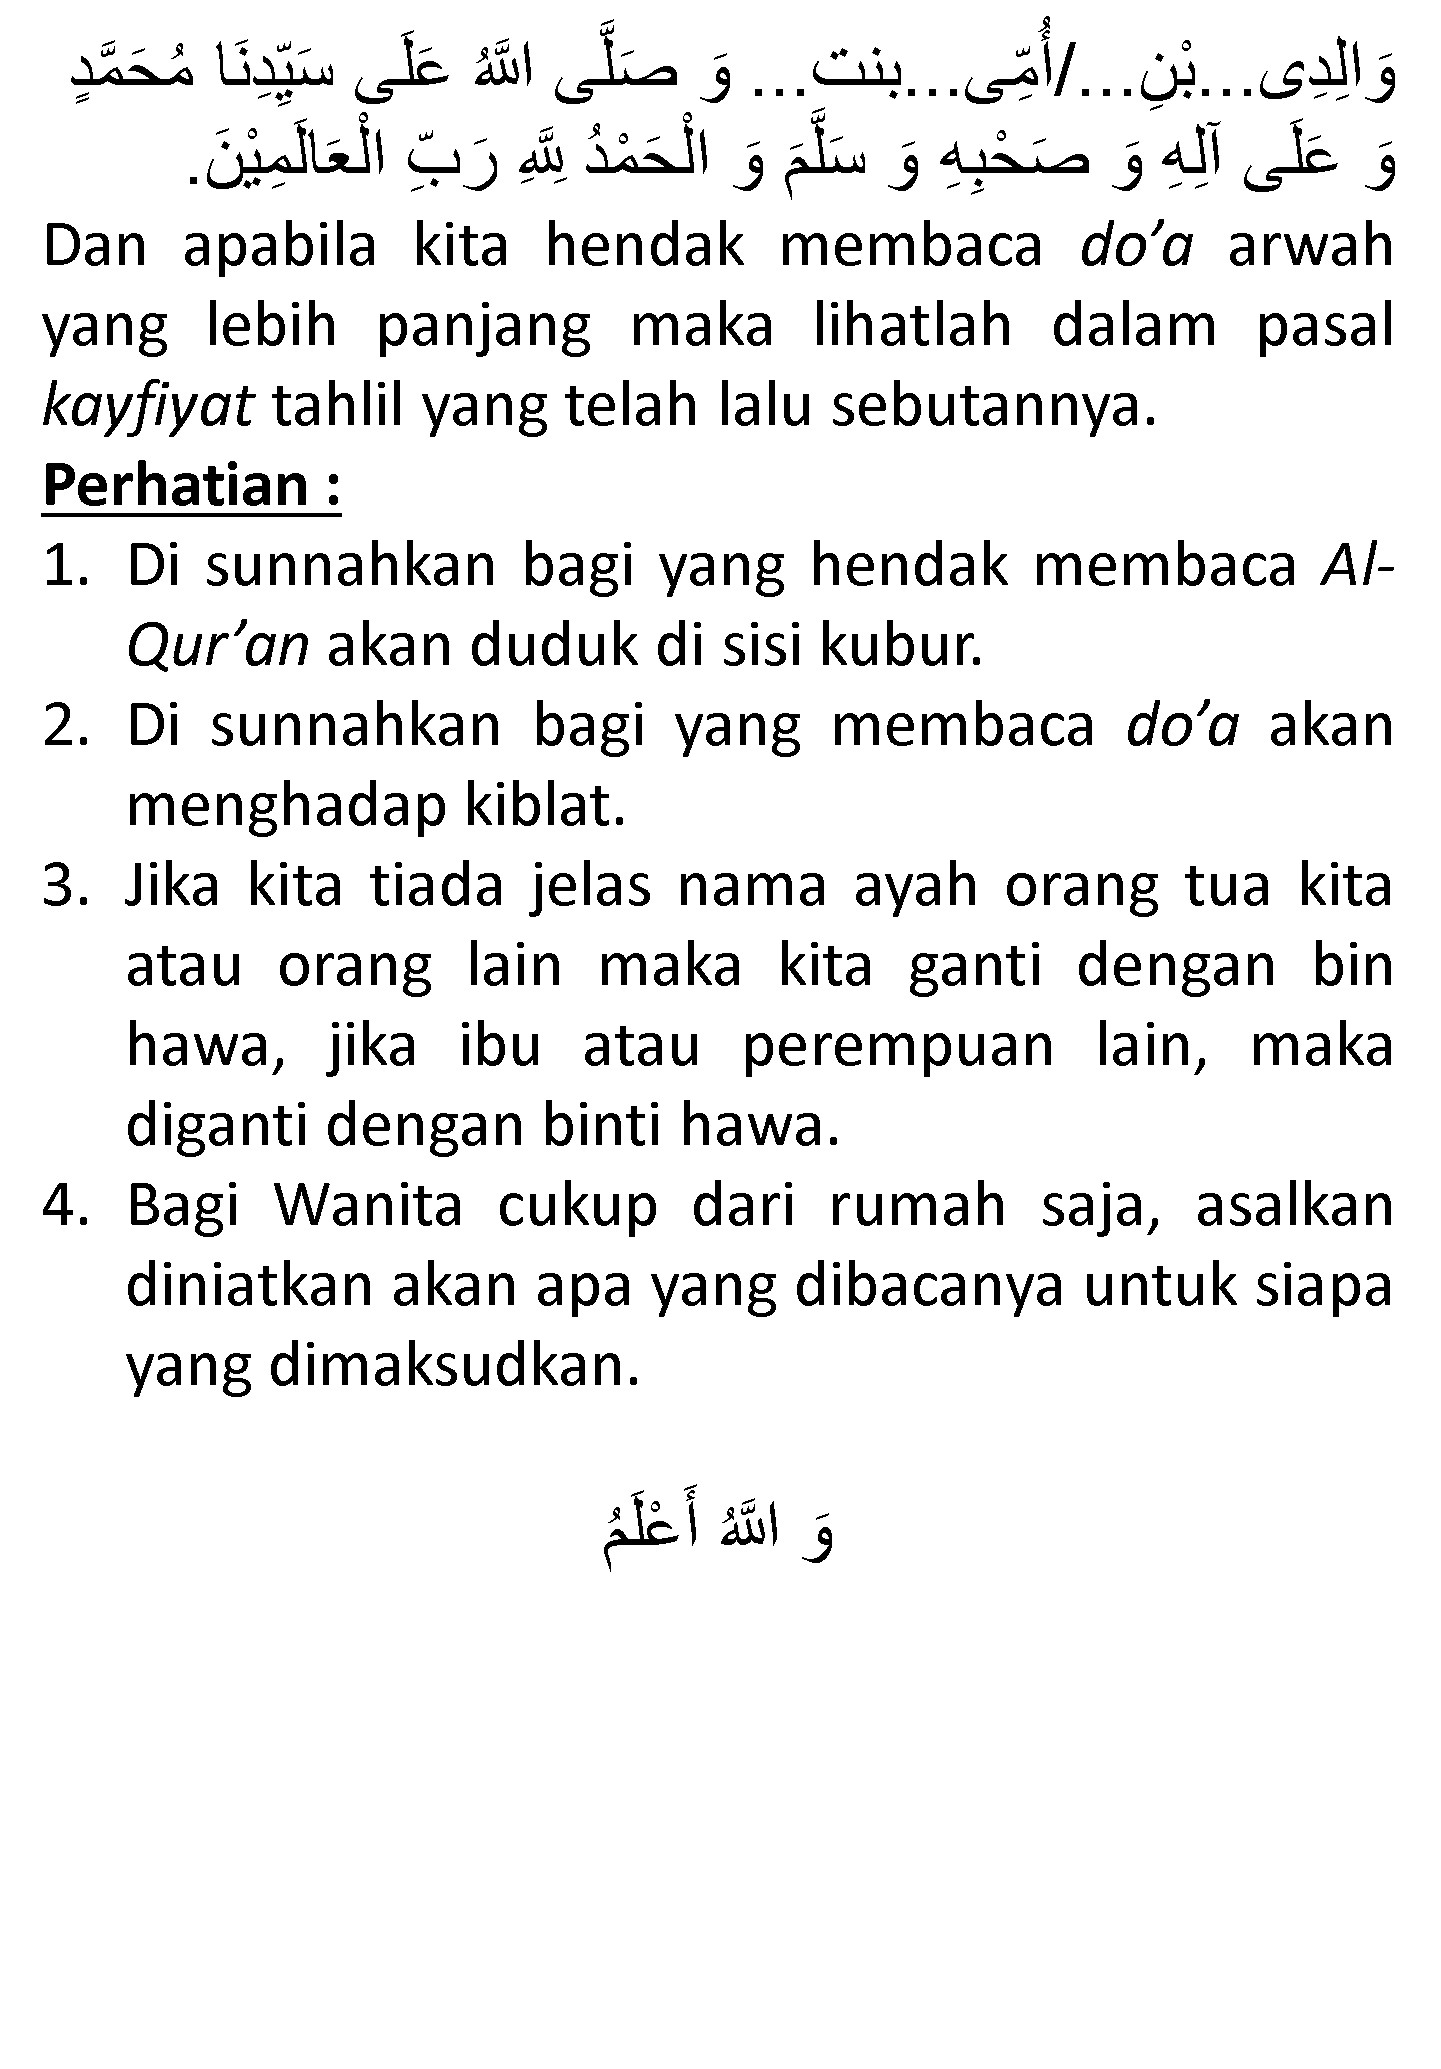 وَالِدِى...بْنِ.../أُمِّى...بنت... وَ صَلَّى اللَّهُ عَلَى سَيِّدِنَا مُحَمَّدٍ
وَ عَلَى آلِهِ وَ صَحْبِهِ وَ سَلَّمَ وَ الْحَمْدُ لِلَّهِ رَبِّ الْعَالَمِيْنَ.
Dan apabila kita hendak membaca do’a arwah
yang lebih panjang maka lihatlah dalam pasal
kayfiyat tahlil yang telah lalu sebutannya.
Perhatian :
1. Di sunnahkan bagi yang hendak membaca Al-
Qur’an akan duduk di sisi kubur.
2. Di sunnahkan bagi yang membaca do’a akan
menghadap kiblat.
3. Jika kita tiada jelas nama ayah orang tua kita
atau orang lain maka kita ganti dengan bin
hawa, jika ibu atau perempuan lain, maka
diganti dengan binti hawa.
4. Bagi Wanita cukup dari rumah saja, asalkan
diniatkan akan apa yang dibacanya untuk siapa
yang dimaksudkan.
وَ اللَّهُ أَعْلَمُ